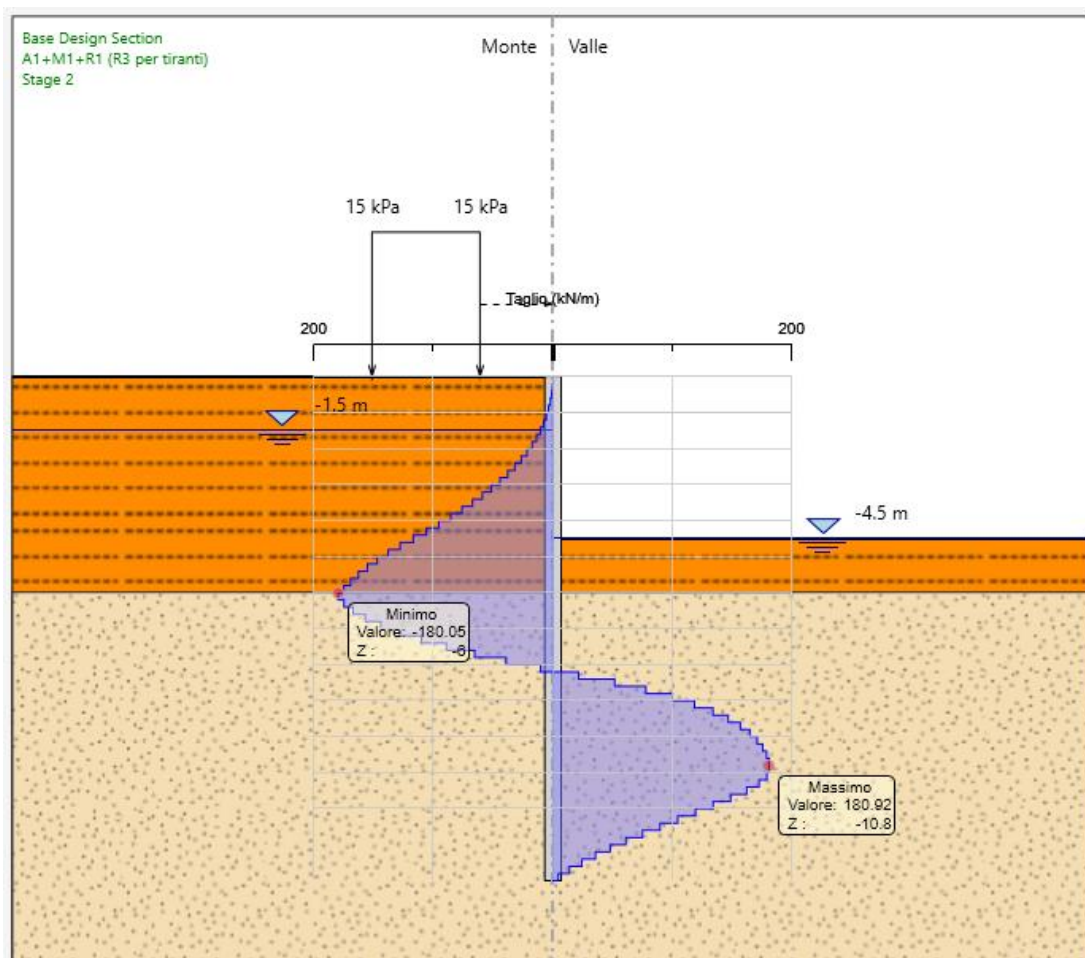 Base Design Section
A1+M1+R1 (R3 per tiranti)
Stage 2
Monte Valle
15 kPa 15 kPa
Taglio (kN/m)
200 200
-1.5 m
-4.5 m
Minimo
Valore: -180.05
Z : -6
Massimo
Valore: 180.92
Z : -10.8